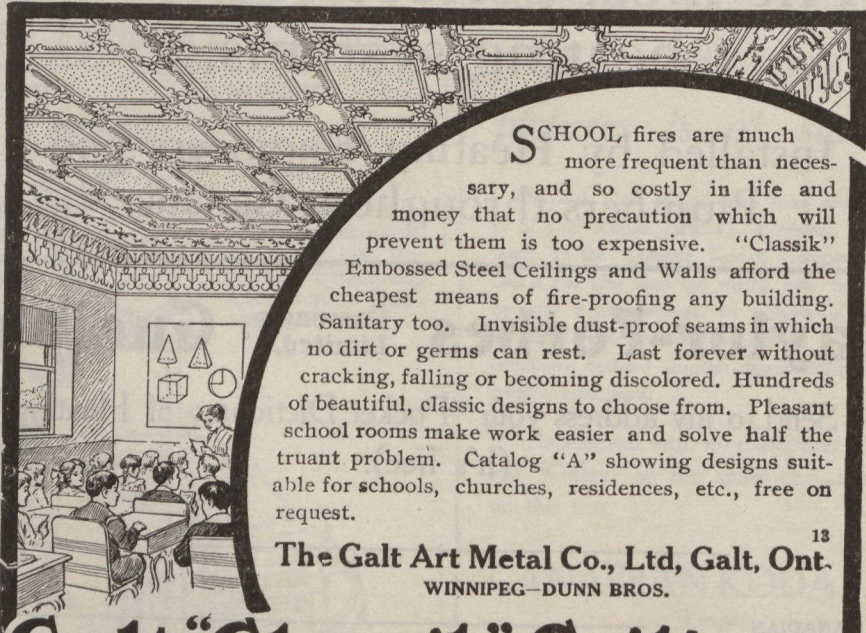 SCHOOL fires are much
more frequent than neces-
sary, and so costly in life and
money that no precaution which will
prevent them is too expensive. "Classik"
Embossed Steel Ceilings and Walls afford the
cheapest means of fire-proofing any building.
Sanitary too. Invisible dust-proof seams in which
no dirt or germs can rest. Last forever without
cracking, falling or becoming discolored. Hundreds
of beautiful, classic designs to choose from. Pleasant
school rooms make work easier and solve half the
truant problem. Catalog "A" showing designs suit-
able for schools, churches, residences, etc., free on
request.
13
The Galt Art Metal Co., Ltd, Galt, Ont.
WINNIPEG—DUNN BROS.